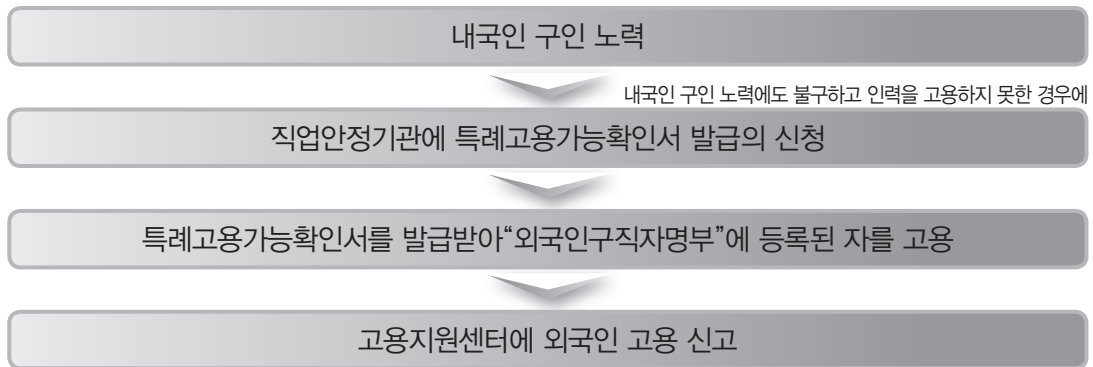 내국인 구인 노력
내국인 구인 노력에도 불구하고 인력을 고용하지 못한 경우에
직업안정기관에 특례고용가능확인서 발급의 신청
특례고용가능확인서를 발급받아“외국인구직자명부”에 등록된 자를 고용
고용지원센터에 외국인 고용 신고